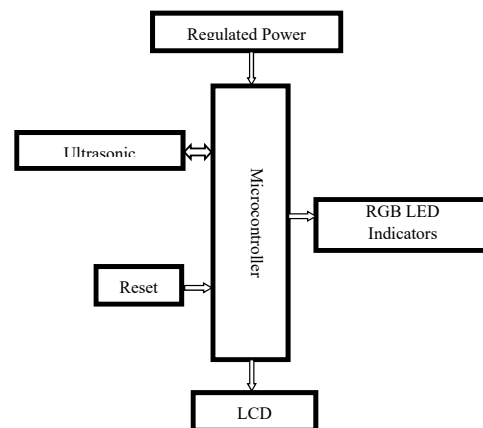 Regulated Power
Ultrasonic
Microcontroller
RGB LED
Indicators
Reset
LCD